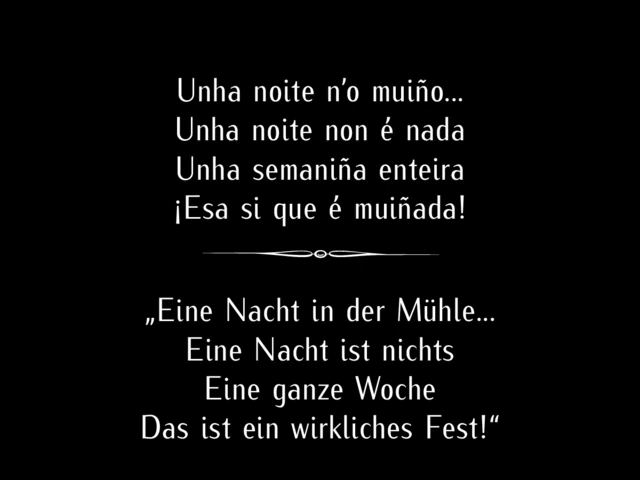 Unha noite n’o muiño...
Unha noite non é nada
Unha semaniña enteira
¡Esa si que é muiñada!
„Eine Nacht in der Mühle...
Eine Nacht ist nichts
Eine ganze Woche
Das ist ein wirkliches Fest!“